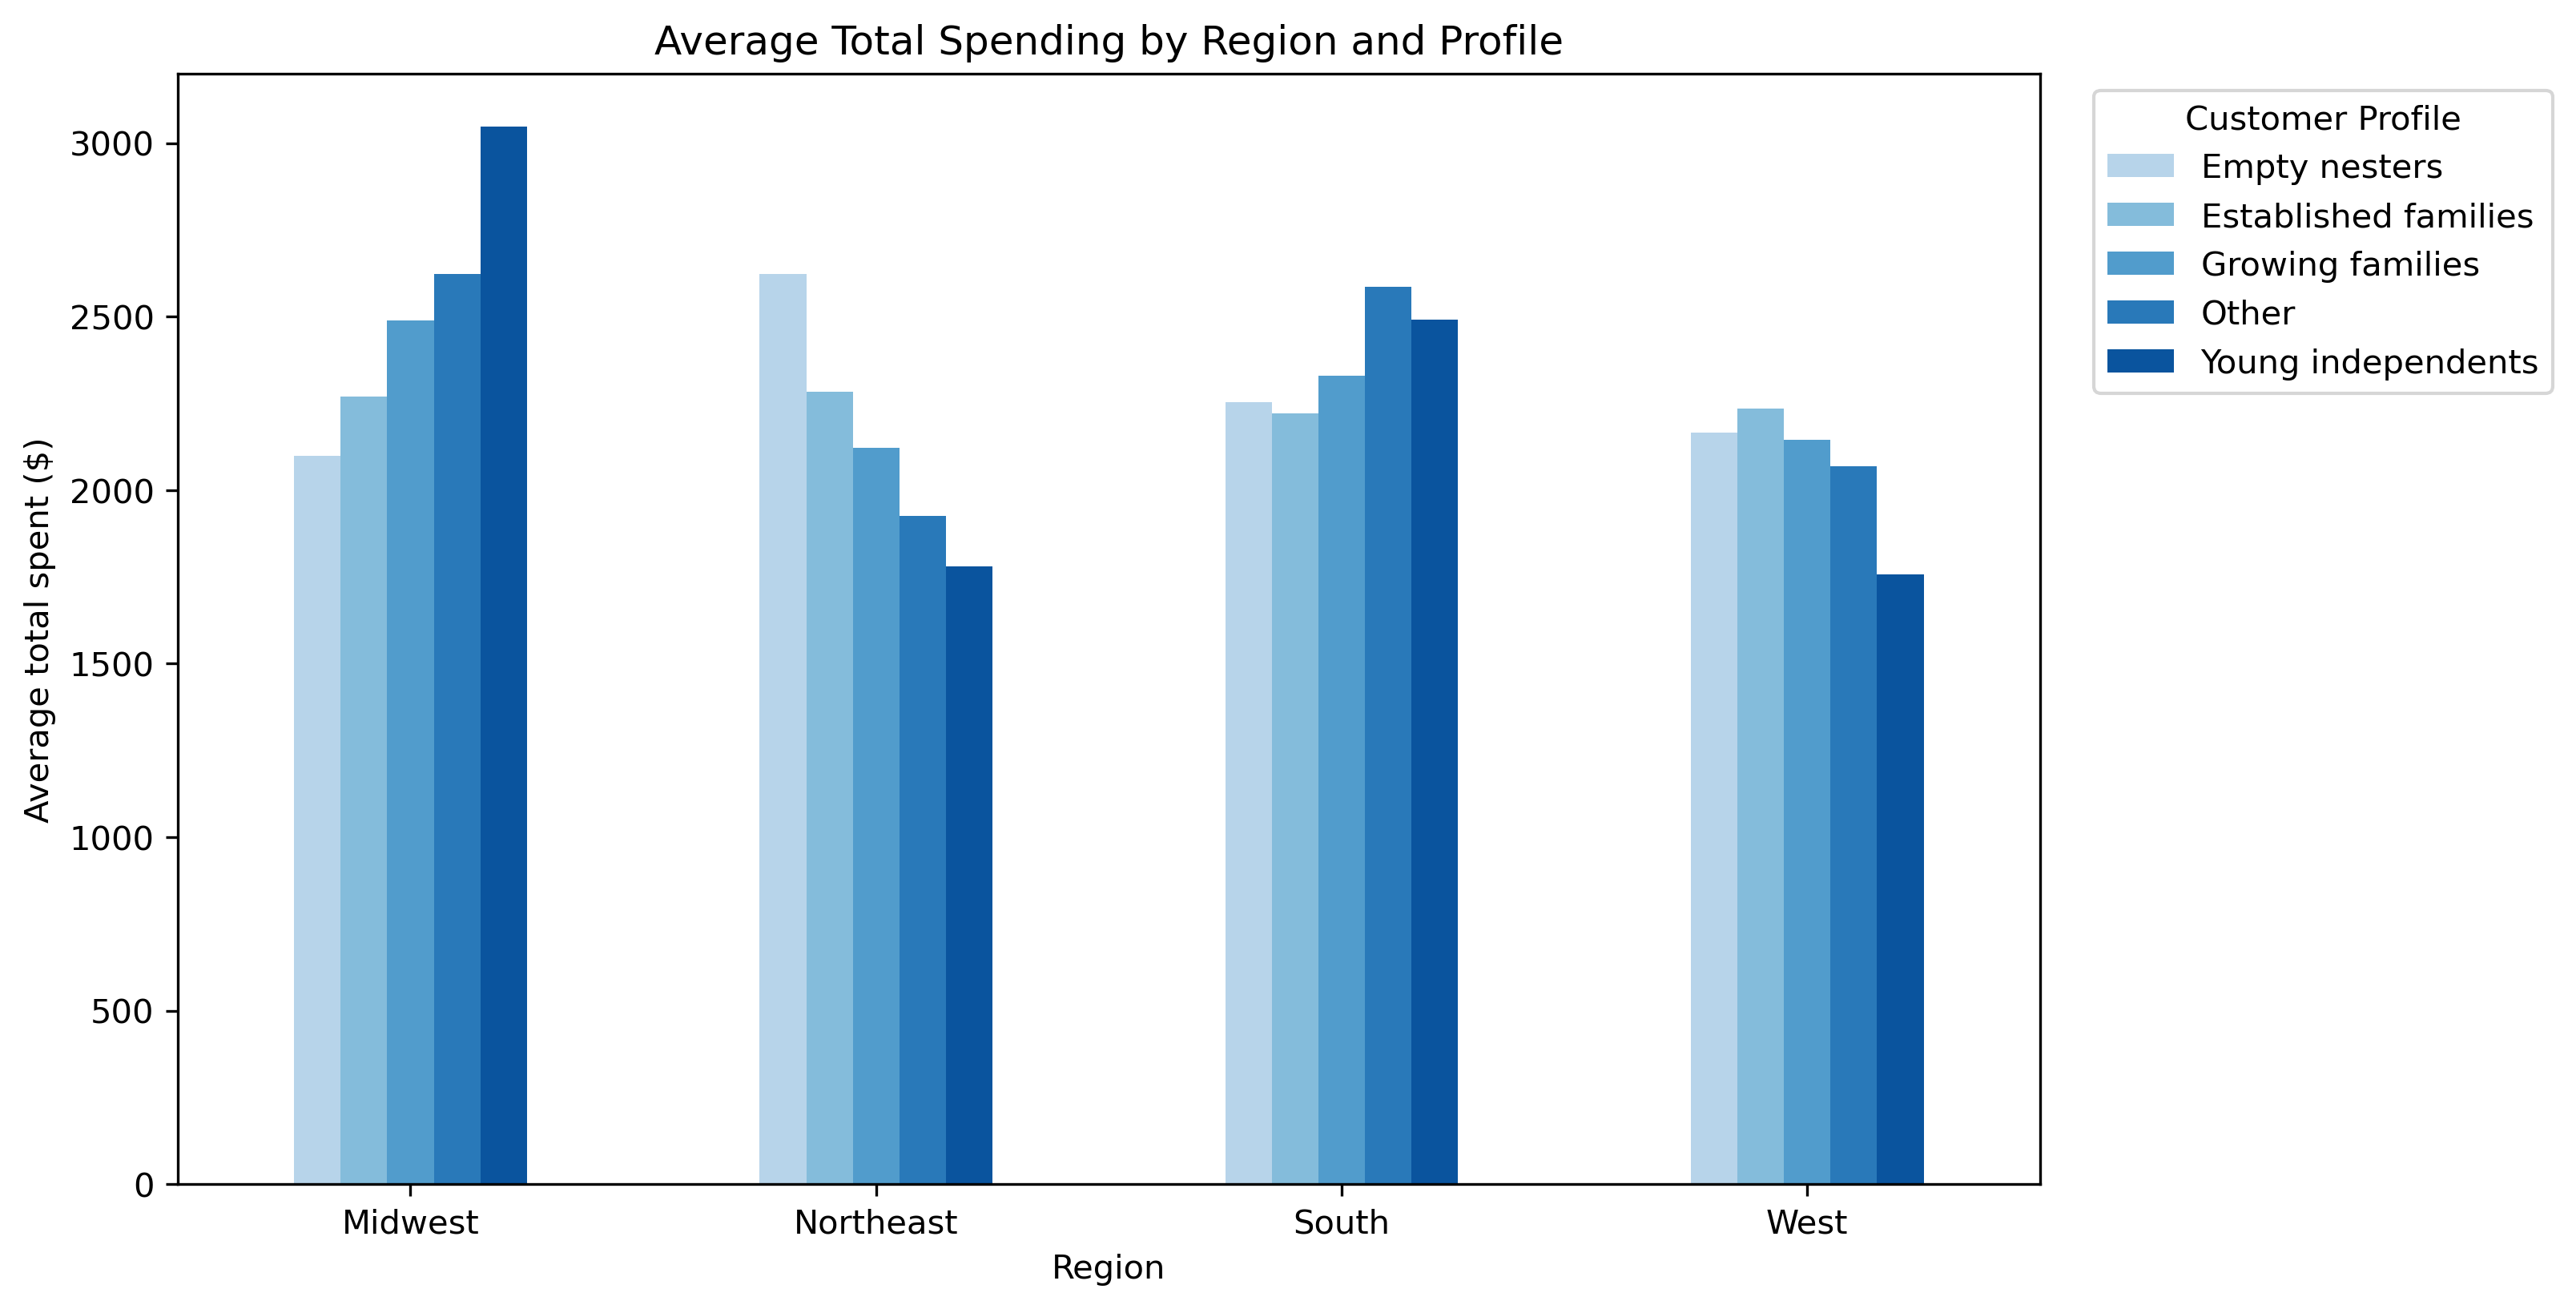 Average Total Spending by Region and Profile
Customer Profile
Empty nesters
Established families
Growing families
Other
Young independents
Average total spent ($)
3000
2500
2000
1500
1000
500
0
Midwest
Northeast
South
West
Region